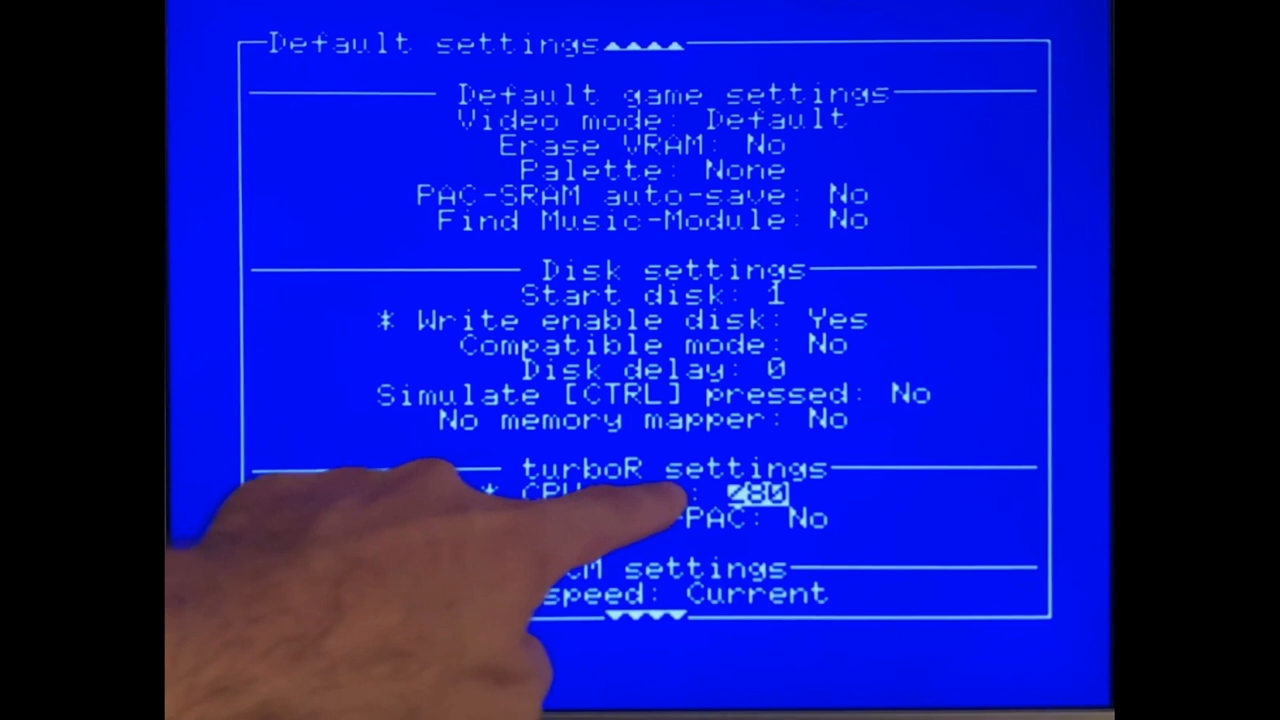 Default settings
Default game settings
Video mode: Default
Erase VRAM: No
Palette: None
PAC-SRAM auto-save: No
Find Music-Module: No
Disk settings
Start disk: 1
* Write enable disk: Yes
Compatible mode: No
Disk delay: 0
Simulate [CTRL] pressed: No
No memory mapper: No
turboR settings
* CPU : Z80
-PAC: No
settings
speed: Current